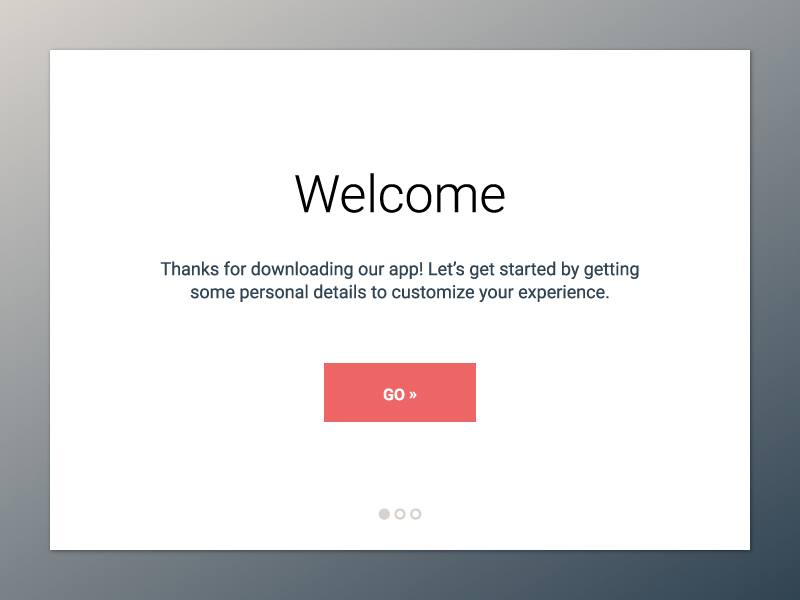 Welcome
Thanks for downloading our app! Let’s get started by getting
some personal details to customize your experience.
GO »